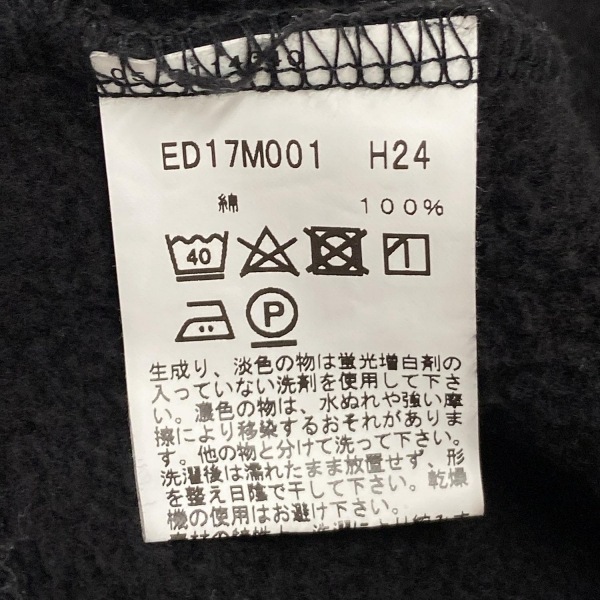 ED17M001 H24
綿 100%
40
P
生成り、淡色の物は蛍光増白剤の
入っていない洗剤を使用して下さ
い。濃色の物は、水ぬれや強い摩
擦により移染するおそれがありま
す。他の物と分けて洗って下さい。
洗濯後は濡れたまま放置せず、形
を整え日陰で干して下さい。乾燥
機の使用はお避け下さい。